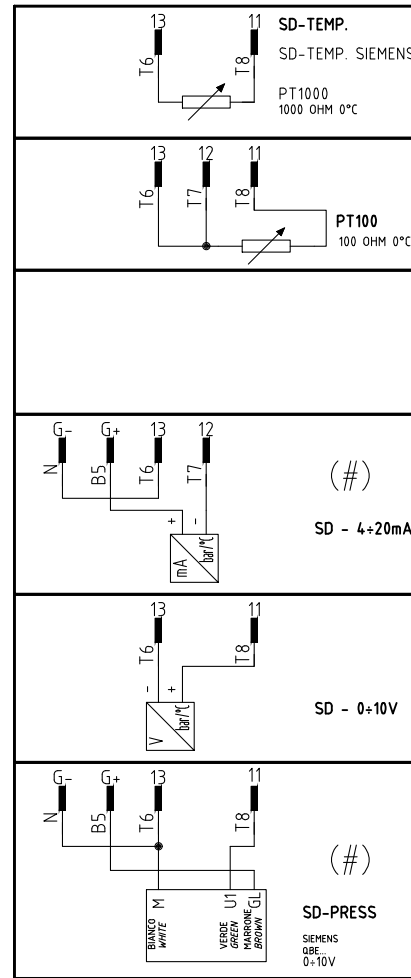 13 11 SD-TEMP.
T6 T8 SD-TEMP. SIEMENS
PT1000
1000 OHM 0°C
13 12 11
T6 T7 T8
PT100
100 OHM 0°C
G- G+ 13 12
N B5 T6 T7
(#)
+ -
mA bar/°C
SD - 4÷20mA
13 11
T6 T8
- +
V bar/°C
SD - 0÷10V
G- G+ 13 11
N B5 T6 T8
(#)
M U1 GL
BIANCO
WHITE
VERDE
GREEN
MARRONE
BROWN
SD-PRESS
SIEMENS
QBE...
0÷10V